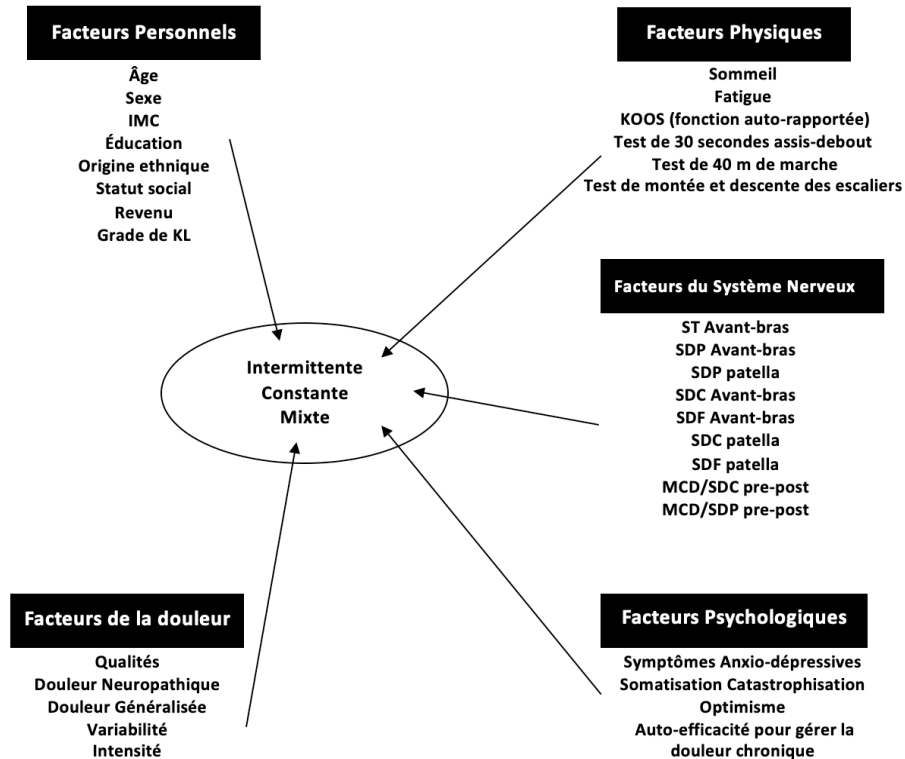 Facteurs Personnels
Âge
Sexe
IMC
Éducation
Origine ethnique
Statut social
Revenu
Grade de KL
Facteurs Physiques
Sommeil
Fatigue
KOOS (fonction auto-rapportée)
Test de 30 secondes assis-debout
Test de 40 m de marche
Test de montée et descente des escaliers
Intermittente
Constante
Mixte
Facteurs du Système Nerveux
ST Avant-bras
SDP Avant-bras
SDP patella
SDC Avant-bras
SDF Avant-bras
SDC patella
SDF patella
MCD/SDC pre-post
MCD/SDP pre-post
Facteurs de la douleur
Qualités
Douleur Neuropathique
Douleur Généralisée
Variabilité
Intensité
Facteurs Psychologiques
Symptômes Anxio-dépressives
Somatisation Catastrophisation
Optimisme
Auto-efficacité pour gérer la
douleur chronique